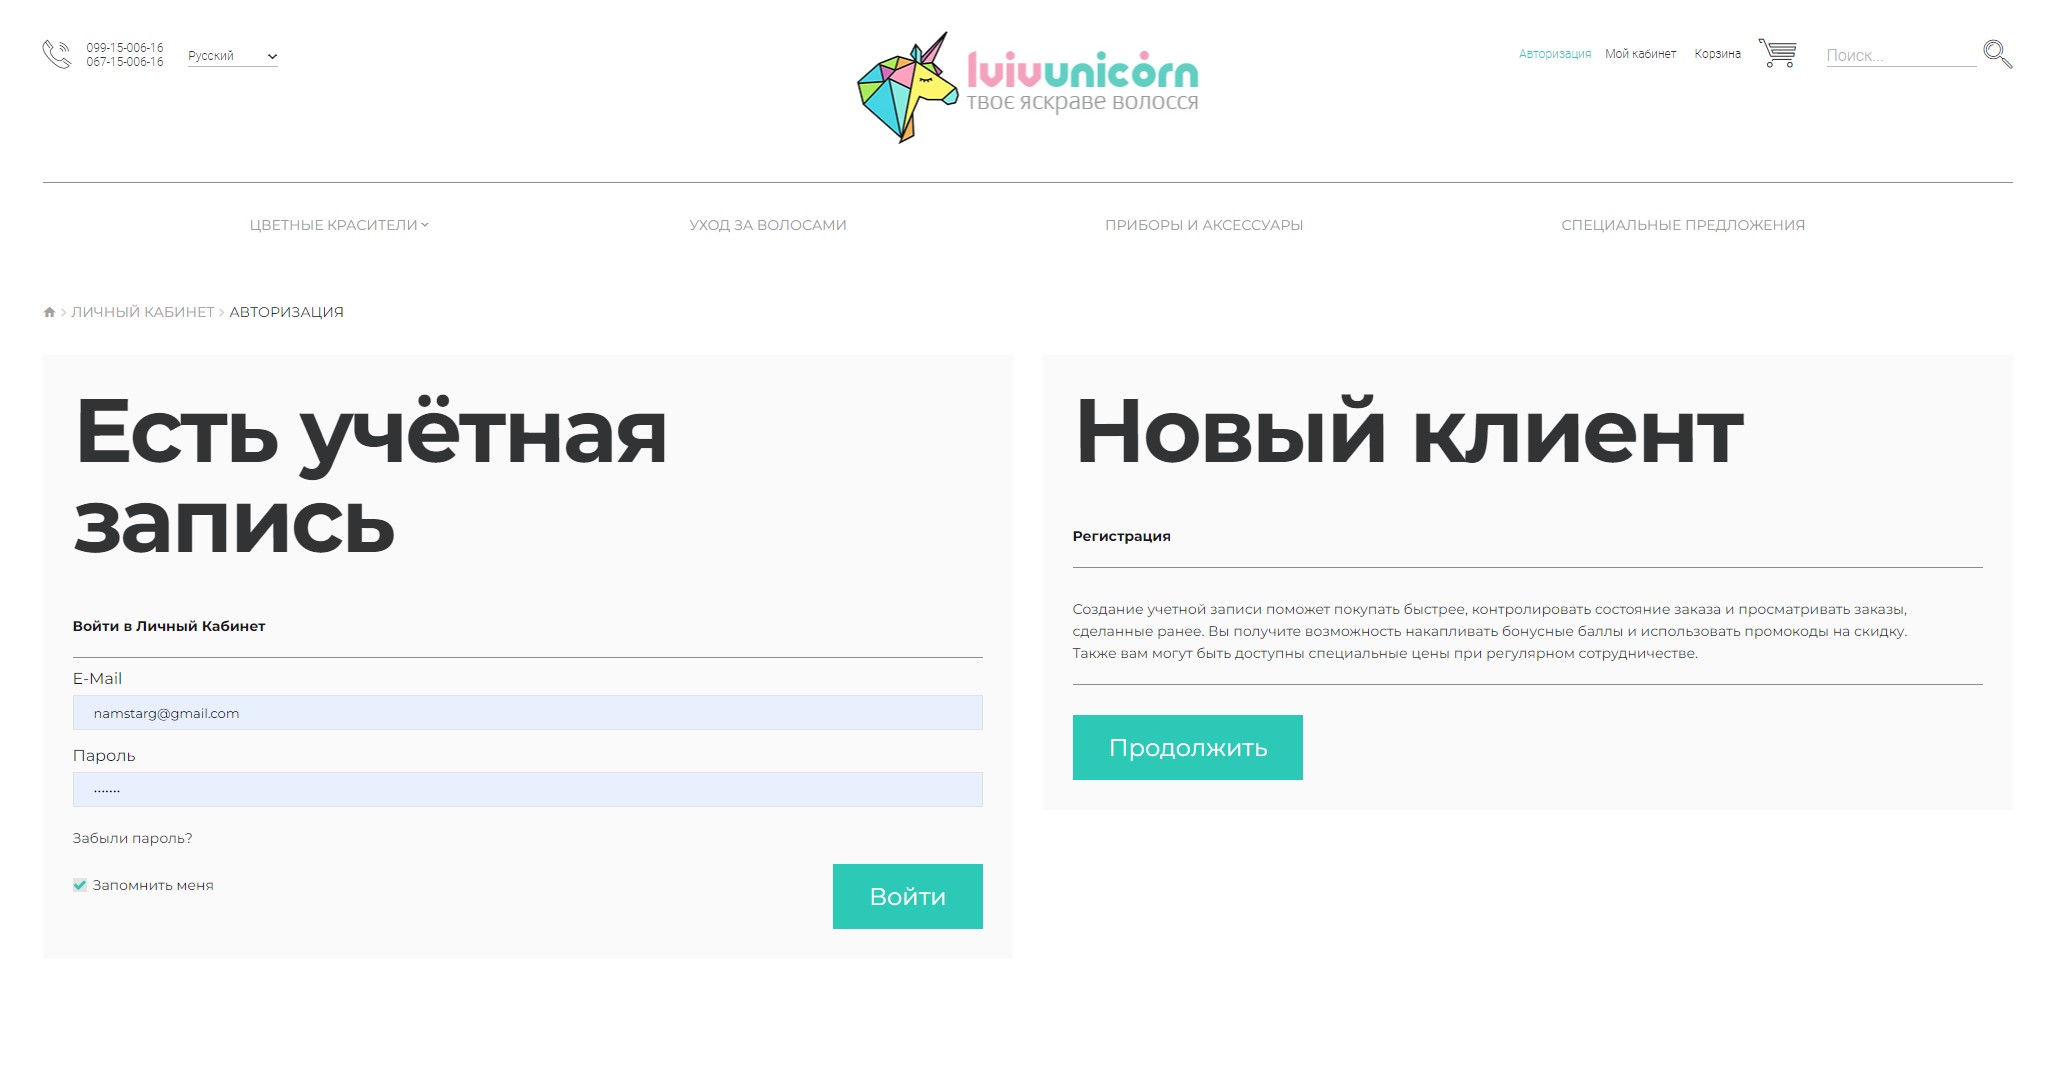 099-15-006-16
067-15-006-16
Русский
lvivunicorn
твоє яскраве волосся
Авторизация Мой кабинет Корзина Поиск...
ЦВЕТНЫЕ КРАСИТЕЛИ УХОД ЗА ВОЛОСАМИ ПРИБОРЫ И АКСЕССУАРЫ СПЕЦИАЛЬНЫЕ ПРЕДЛОЖЕНИЯ
ЛИЧНЫЙ КАБИНЕТ АВТОРИЗАЦИЯ
Есть учётная
запись
Войти в Личный Кабинет
E-Mail
namstarg@gmail.com
Пароль
·······
Забыли пароль?
Запомнить меня
Войти
Новый клиент
Регистрация
Создание учетной записи поможет покупать быстрее, контролировать состояние заказа и просматривать заказы,
сделанные ранее. Вы получите возможность накапливать бонусные баллы и использовать промокоды на скидку.
Также вам могут быть доступны специальные цены при регулярном сотрудничестве.
Продолжить